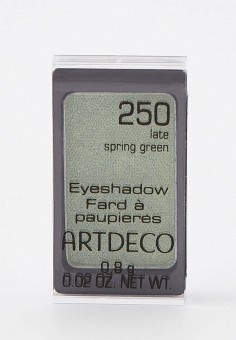 250
late
spring green
Eyeshadow
Fard à
paupières
ARTDECO
0,8 g
0.02 OZ. NET WT.